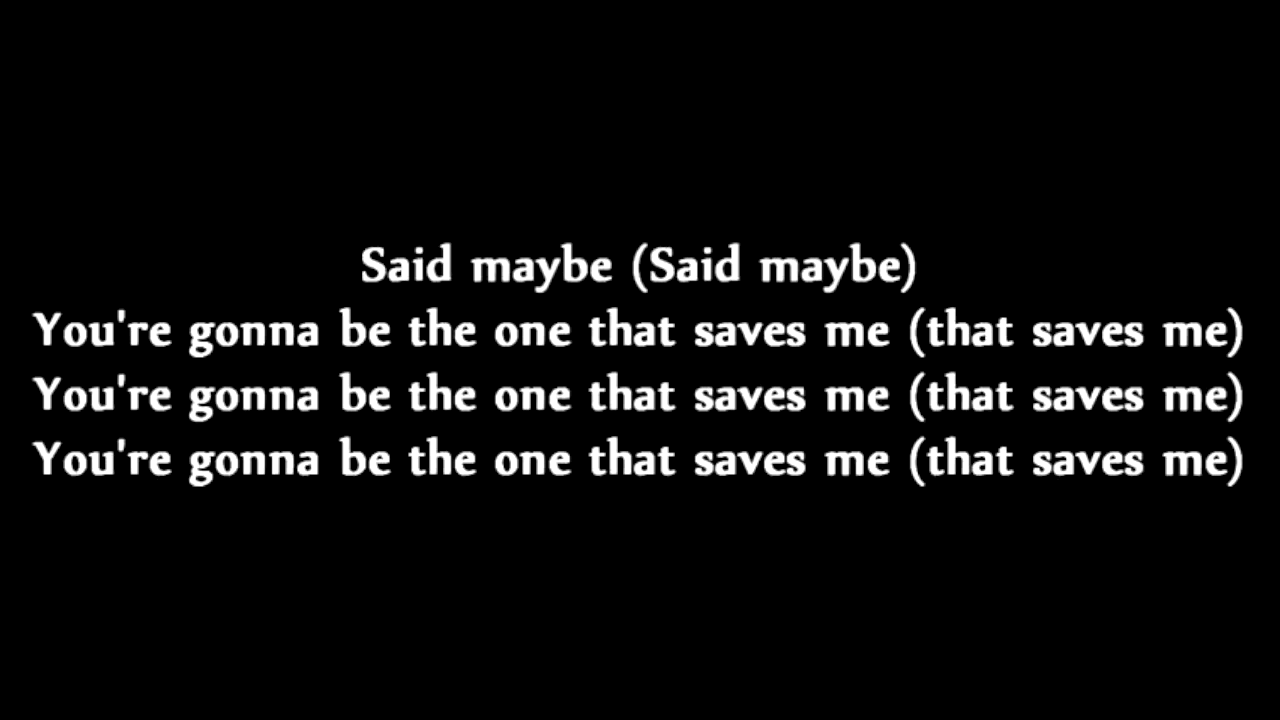 Said maybe (Said maybe)
You're gonna be the one that saves me (that saves me)
You're gonna be the one that saves me (that saves me)
You're gonna be the one that saves me (that saves me)